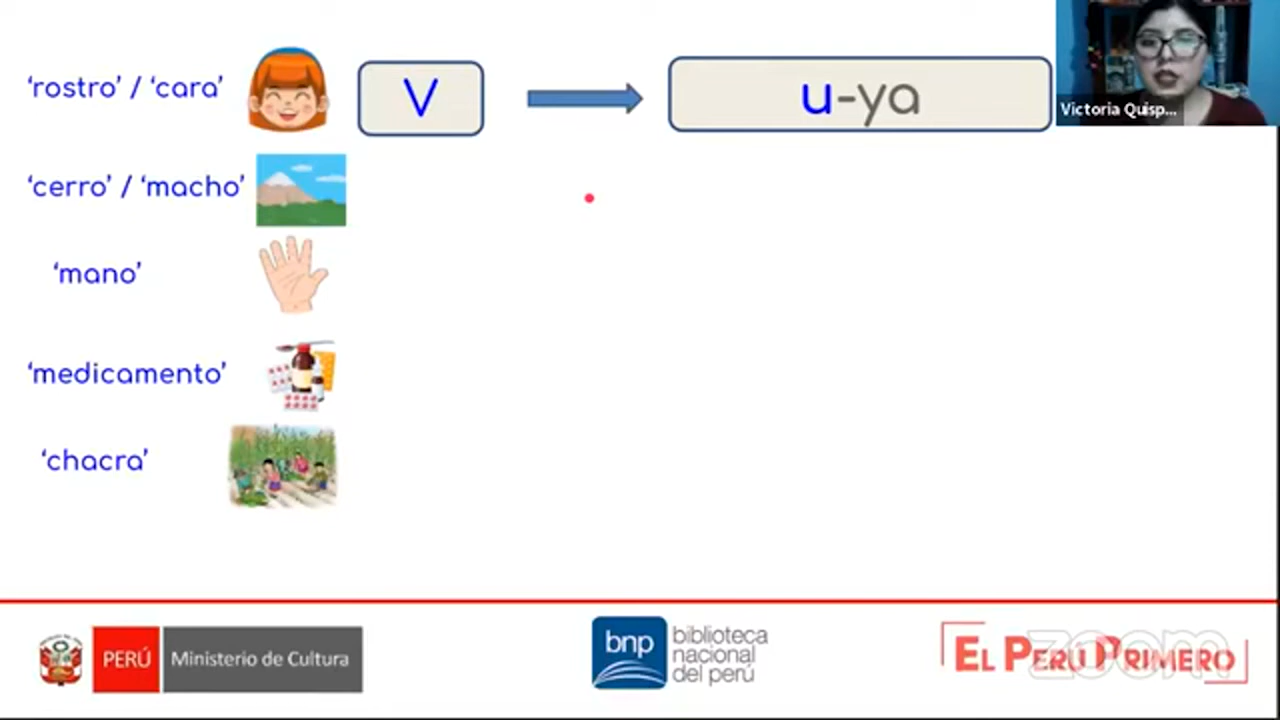 ‘rostro’ / ‘cara’
V
u-ya
Victoria Quisp...
‘cerro’ / ‘macho’
‘mano’
‘medicamento’
‘chacra’
PERÚ
Ministerio de Cultura
bnp
biblioteca
nacional
del perú
EL PERÚ PRIMERO
zoom